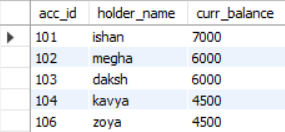 acc_id holder_name curr_balance
101 ishan 7000
102 megha 6000
103 daksh 6000
104 kavya 4500
106 zoya 4500